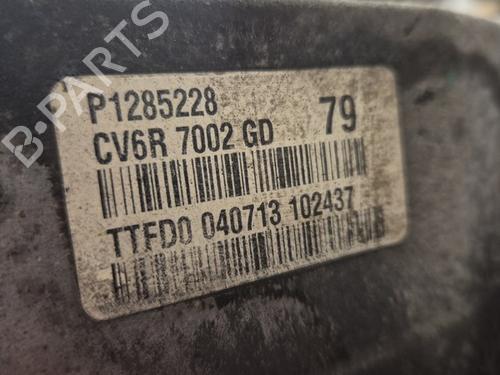 B-PARTS
P1285228 79
CV6R 7002 GD
TTFD0 040713 102437